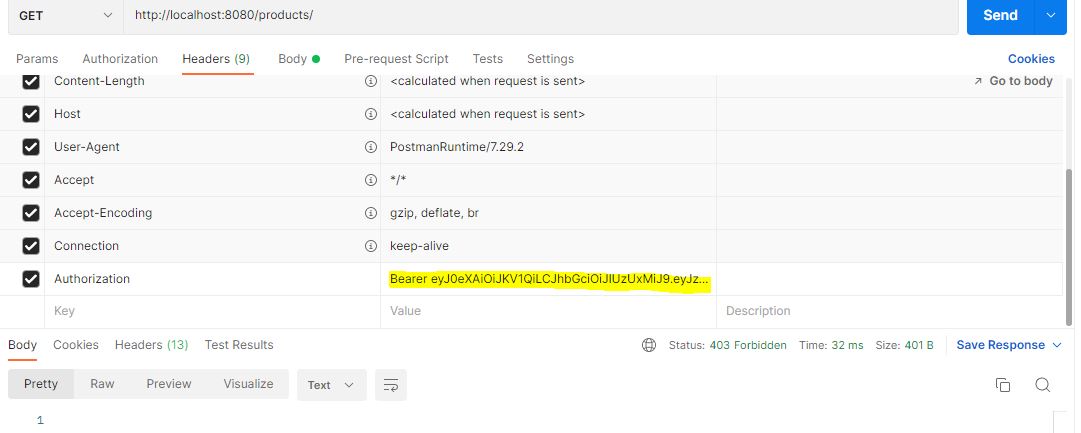 GET http://localhost:8080/products/ Send
Params Authorization Headers (9) Body Pre-request Script Tests Settings Cookies
Content-Length <calculated when request is sent> Go to body
Host <calculated when request is sent>
User-Agent PostmanRuntime/7.29.2
Accept */*
Accept-Encoding gzip, deflate, br
Connection keep-alive
Authorization Bearer eyJ0eXAiOiJKV1QiLCJhbGciOiJIUzUxMiJ9.eyJz...
Key Value Description
Body Cookies Headers (13) Test Results Status: 403 Forbidden Time: 32 ms Size: 401 B Save Response
Pretty Raw Preview Visualize Text
1